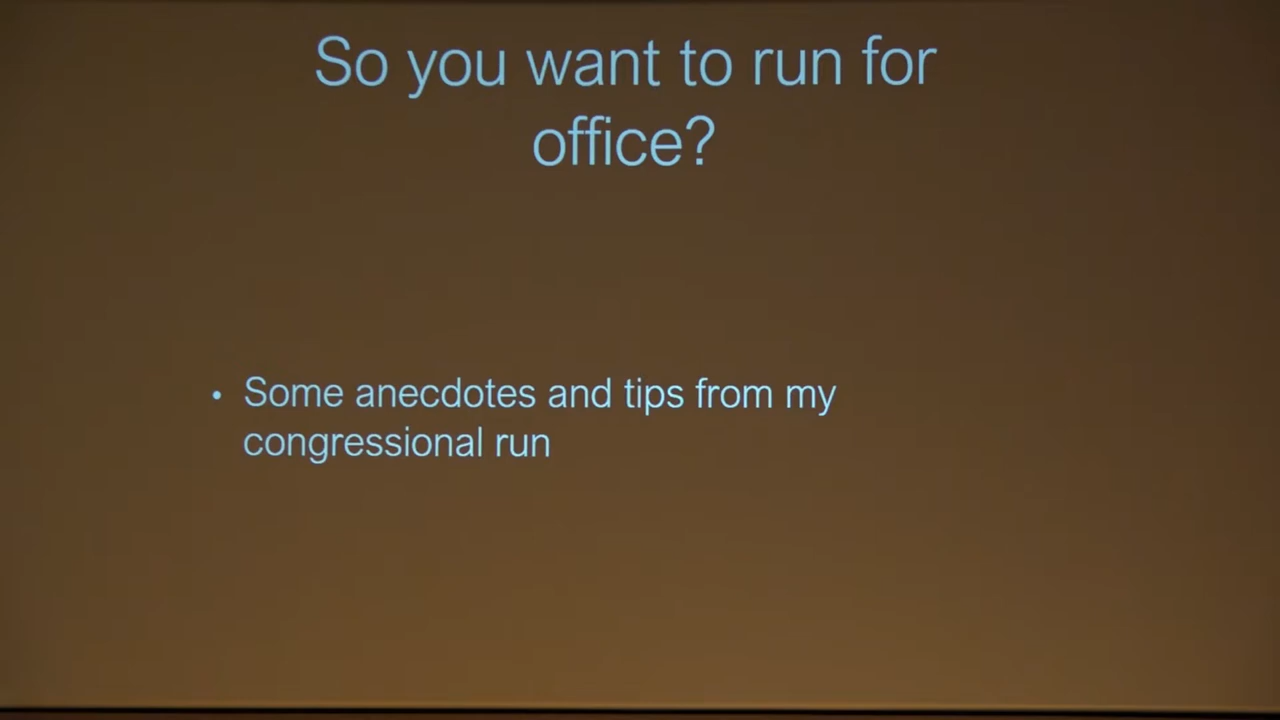 So you want to run for
office?
• Some anecdotes and tips from my
congressional run